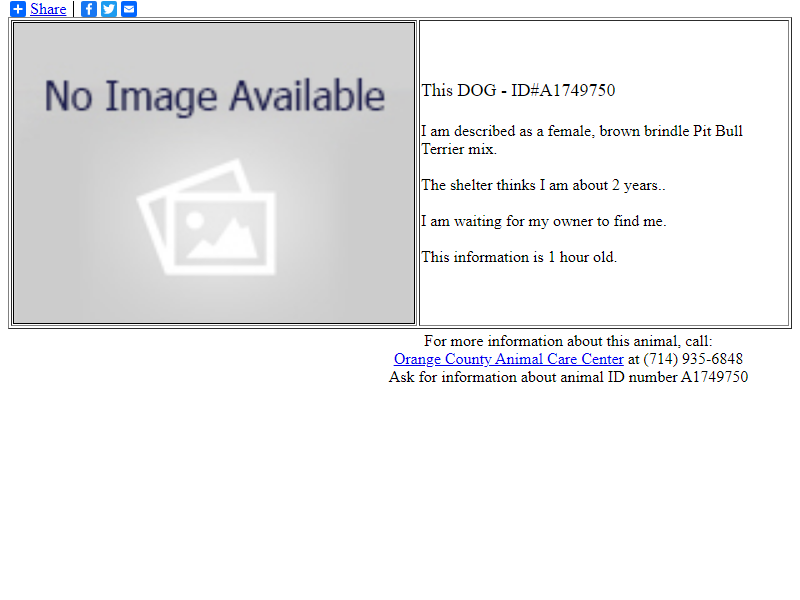 Share |
No Image Available
This DOG - ID#A1749750
I am described as a female, brown brindle Pit Bull
Terrier mix.
The shelter thinks I am about 2 years..
I am waiting for my owner to find me.
This information is 1 hour old.
For more information about this animal, call:
Orange County Animal Care Center at (714) 935-6848
Ask for information about animal ID number A1749750